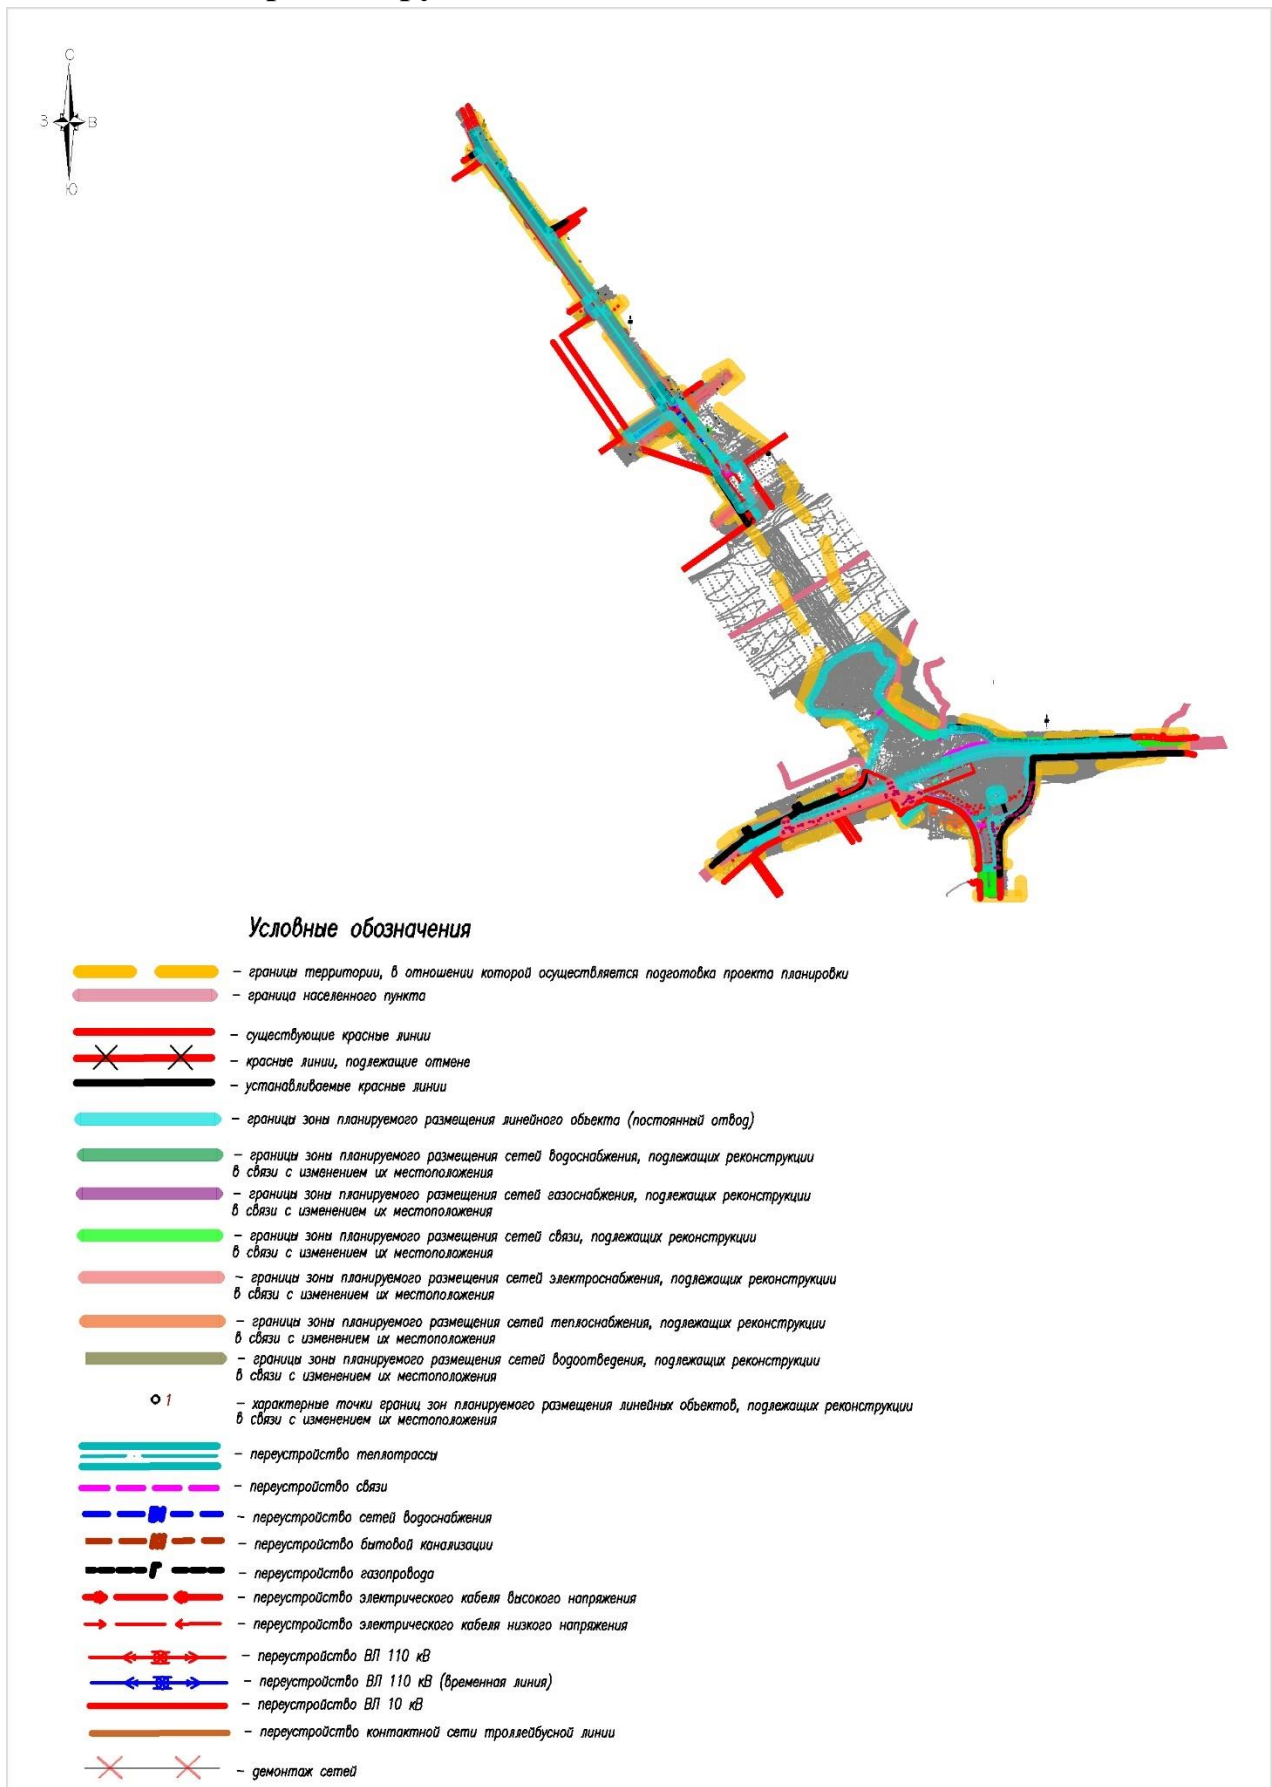 С
З В
Ю
Условные обозначения
– границы территории, в отношении которой осуществляется подготовка проекта планировки
– граница населенного пункта
– существующие красные линии
– красные линии, подлежащие отмене
– устанавливаемые красные линии
– границы зоны планируемого размещения линейного объекта (постоянный отвод)
– границы зоны планируемого размещения сетей водоснабжения, подлежащих реконструкции
в связи с изменением их местоположения
– границы зоны планируемого размещения сетей газоснабжения, подлежащих реконструкции
в связи с изменением их местоположения
– границы зоны планируемого размещения сетей связи, подлежащих реконструкции
в связи с изменением их местоположения
– границы зоны планируемого размещения сетей электроснабжения, подлежащих реконструкции
в связи с изменением их местоположения
– границы зоны планируемого размещения сетей теплоснабжения, подлежащих реконструкции
в связи с изменением их местоположения
– границы зоны планируемого размещения сетей водоотведения, подлежащих реконструкции
в связи с изменением их местоположения
1 – характерные точки границ зон планируемого размещения линейных объектов, подлежащих реконструкции
в связи с изменением их местоположения
– переустройство теплотрассы
– переустройство связи
– переустройство сетей водоснабжения
– переустройство бытовой канализации
Г – переустройство газопровода
– переустройство электрического кабеля высокого напряжения
– переустройство электрического кабеля низкого напряжения
– переустройство ВЛ 110 кВ
– переустройство ВЛ 110 кВ (временная линия)
– переустройство ВЛ 10 кВ
– переустройство контактной сети троллейбусной линии
– демонтаж сетей